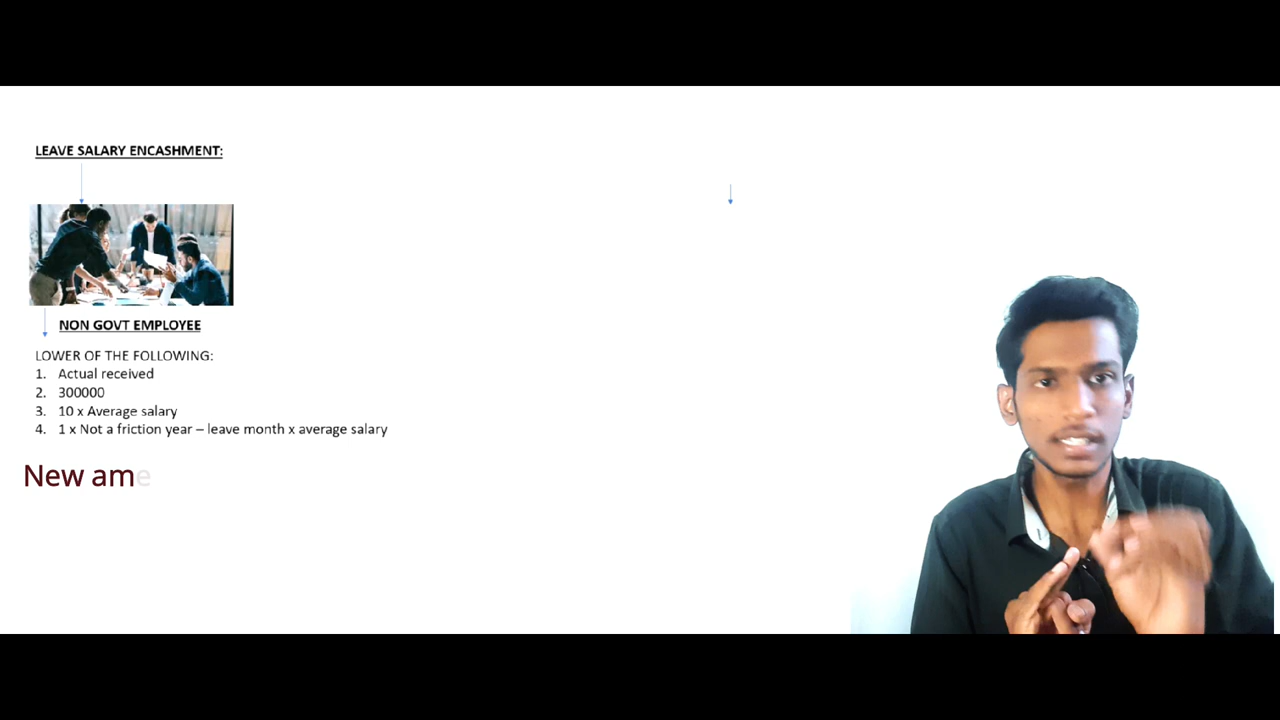 LEAVE SALARY ENCASHMENT:
NON GOVT EMPLOYEE
LOWER OF THE FOLLOWING:
1. Actual received
2. 300000
3. 10 x Average salary
4. 1 x Not a friction year – leave month x average salary
New ame